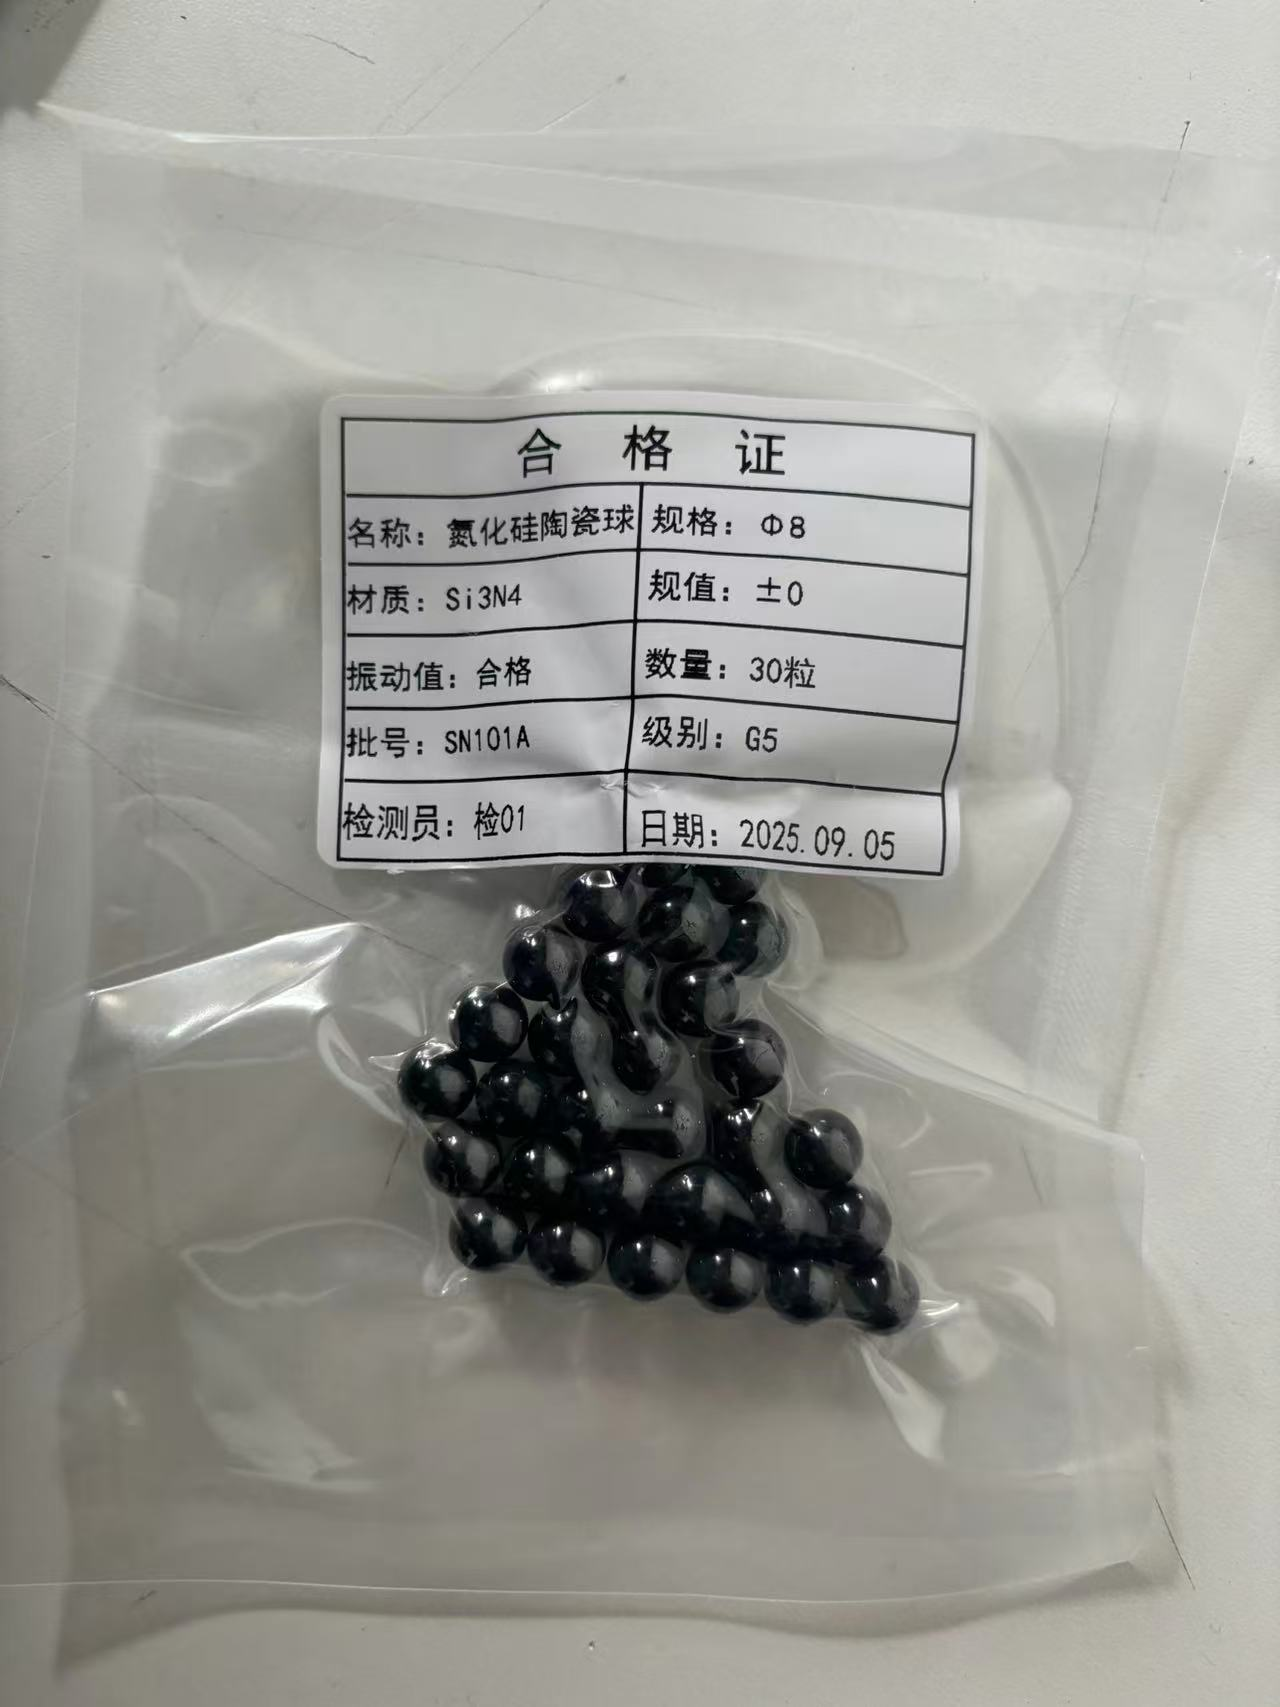 合格证
名称：氮化硅陶瓷球 规格：Φ8
材质：Si3N4 规值：±0
振动值：合格 数量：30粒
批号：SN101A 级别：G5
检测员：检01 日期：2025.09.05